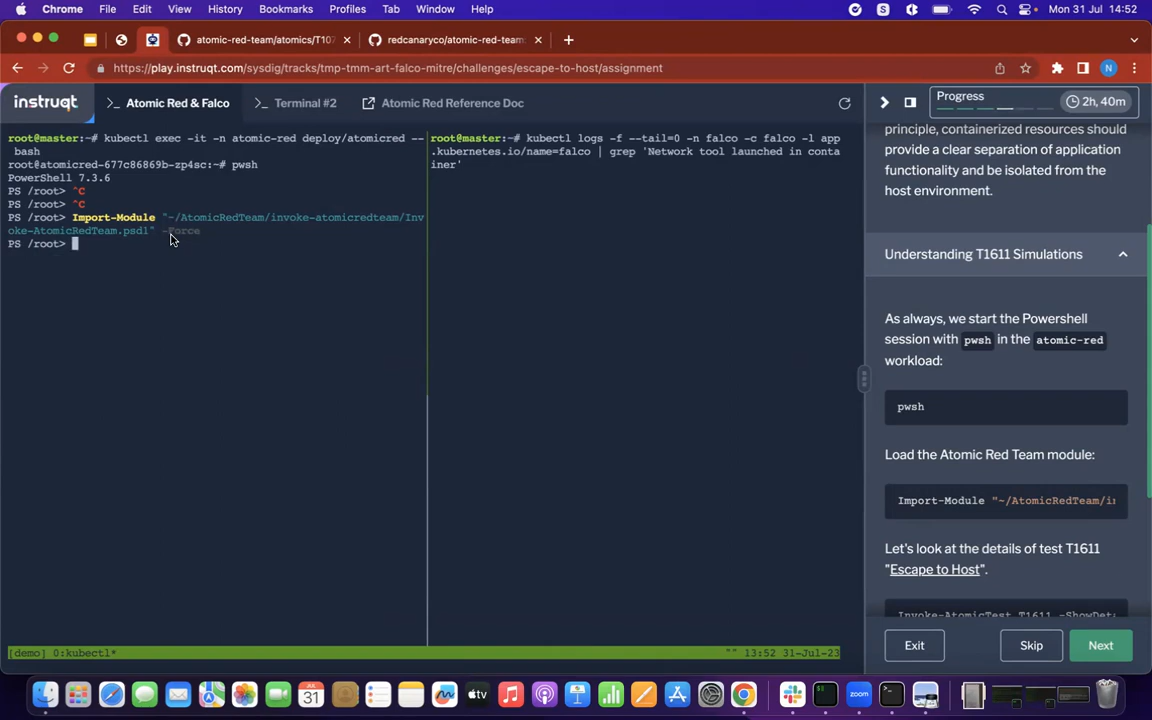 Chrome File Edit View History Bookmarks Profiles Tab Window Help Mon 31 Jul 14:52
atomic-red-team/atomics/T107 redcanaryco/atomic-red-team:
https://play.instruqt.com/sysdig/tracks/tmp-tmm-art-falco-mitre/challenges/escape-to-host/assignment N
instruqt >_ Atomic Red & Falco >_ Terminal #2 Atomic Red Reference Doc
Progress
2h, 40m
root@master:~# kubectl exec -it -n atomic-red deploy/atomicred --
bash
root@atomicred-677c86869b-zp4sc:~# pwsh
PowerShell 7.3.6
PS /root> ^C
PS /root> ^C
PS /root> Import-Module "~/AtomicRedTeam/invoke-atomicredteam/Inv
oke-AtomicRedTeam.psd1" -Force
PS /root>
root@master:~# kubectl logs -f --tail=0 -n falco -c falco -l app
.kubernetes.io/name=falco | grep 'Network tool launched in conta
iner'
[demo] 0:kubectl* "" 13:52 31-Jul-23
principle, containerized resources should
provide a clear separation of application
functionality and be isolated from the
host environment.
Understanding T1611 Simulations
As always, we start the Powershell
session with pwsh in the atomic-red
workload:
pwsh
Load the Atomic Red Team module:
Import-Module "~/AtomicRedTeam/in
Let's look at the details of test T1611
"Escape to Host".
Invoke-AtomicTest T1611 -ShowDeta
Exit Skip Next